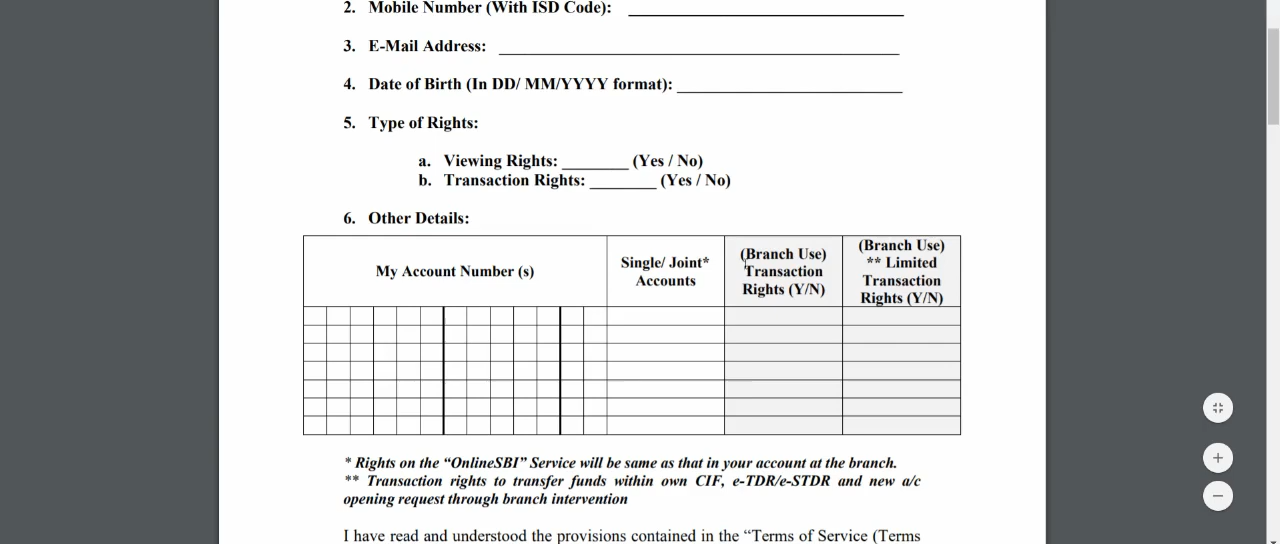 2. Mobile Number (With ISD Code): ____________________
3. E-Mail Address: ____________________
4. Date of Birth (In DD/ MM/YYYY format): ____________________
5. Type of Rights:
a. Viewing Rights: ________ (Yes / No)
b. Transaction Rights: ________ (Yes / No)
6. Other Details:
My Account Number (s)
Single/ Joint*
Accounts
(Branch Use)
Transaction
Rights (Y/N)
(Branch Use)
** Limited
Transaction
Rights (Y/N)
* Rights on the “OnlineSBI” Service will be same as that in your account at the branch.
** Transaction rights to transfer funds within own CIF, e-TDR/e-STDR and new a/c
opening request through branch intervention
I have read and understood the provisions contained in the “Terms of Service (Terms